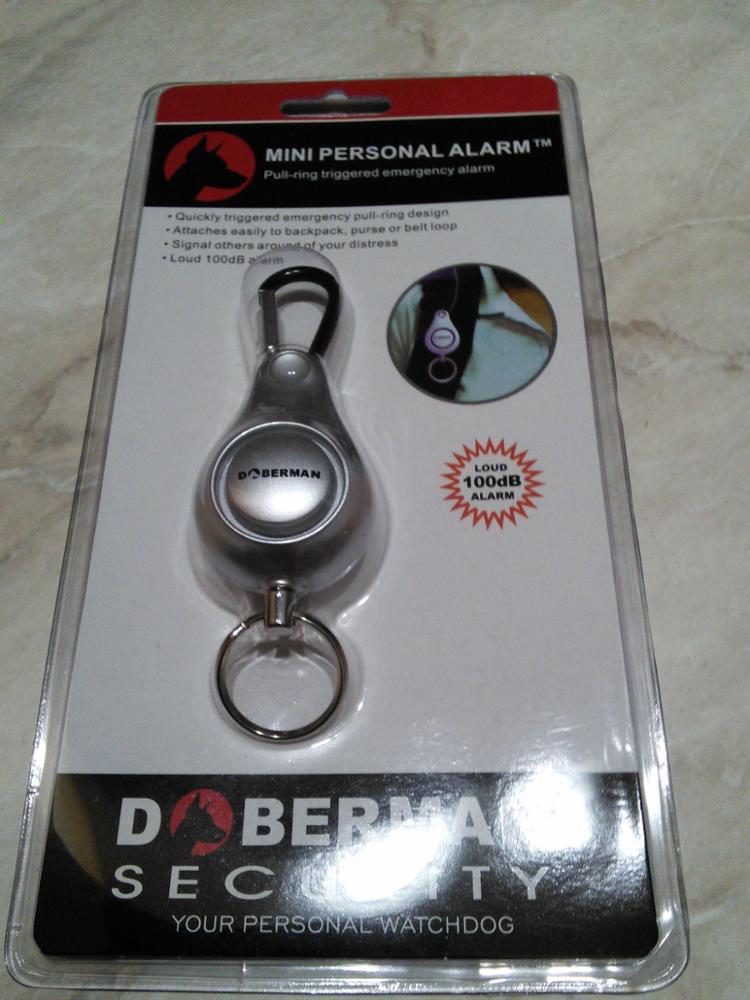 MINI PERSONAL ALARM™
Pull-ring triggered emergency alarm
• Quickly triggered emergency pull-ring design
• Attaches easily to backpack, purse or belt loop
• Signal others around of your distress
• Loud 100dB alarm
DOBERMAN
LOUD
100dB
ALARM
DOBERMAN
SECURITY
YOUR PERSONAL WATCHDOG